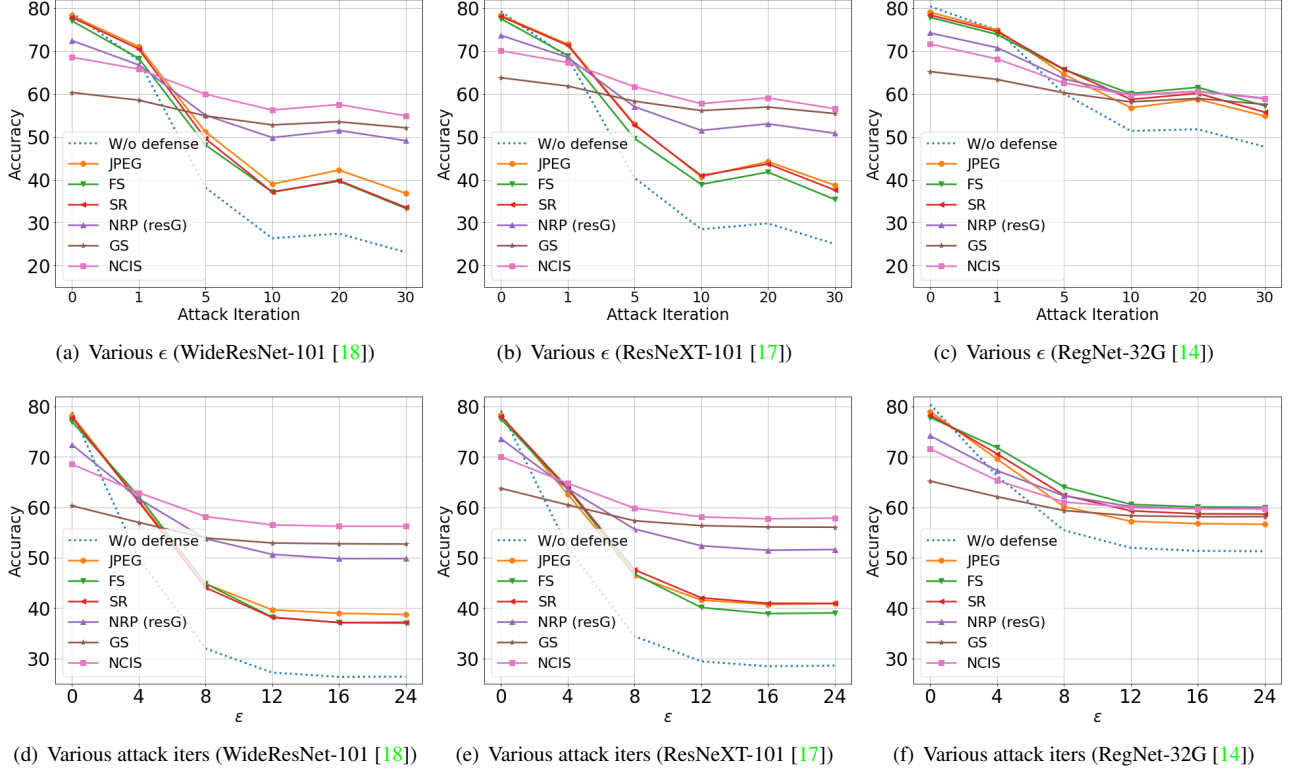 80
70
60
50
40
30
20
Accuracy
W/o defense
JPEG
FS
SR
NRP (resG)
GS
NCIS
0 1 5 10 20 30
Attack Iteration
(a) Various ϵ (WideResNet-101 [18])
80
70
60
50
40
30
20
Accuracy
W/o defense
JPEG
FS
SR
NRP (resG)
GS
NCIS
0 1 5 10 20 30
Attack Iteration
(b) Various ϵ (ResNeXT-101 [17])
80
70
60
50
40
30
20
Accuracy
W/o defense
JPEG
FS
SR
NRP (resG)
GS
NCIS
0 1 5 10 20 30
Attack Iteration
(c) Various ϵ (RegNet-32G [14])
80
70
60
50
40
30
Accuracy
W/o defense
JPEG
FS
SR
NRP (resG)
GS
NCIS
0 4 8 12 16 24
ε
(d) Various attack iters (WideResNet-101 [18])
80
70
60
50
40
30
Accuracy
W/o defense
JPEG
FS
SR
NRP (resG)
GS
NCIS
0 4 8 12 16 24
ε
(e) Various attack iters (ResNeXT-101 [17])
80
70
60
50
40
30
Accuracy
W/o defense
JPEG
FS
SR
NRP (resG)
GS
NCIS
0 4 8 12 16 24
ε
(f) Various attack iters (RegNet-32G [14])